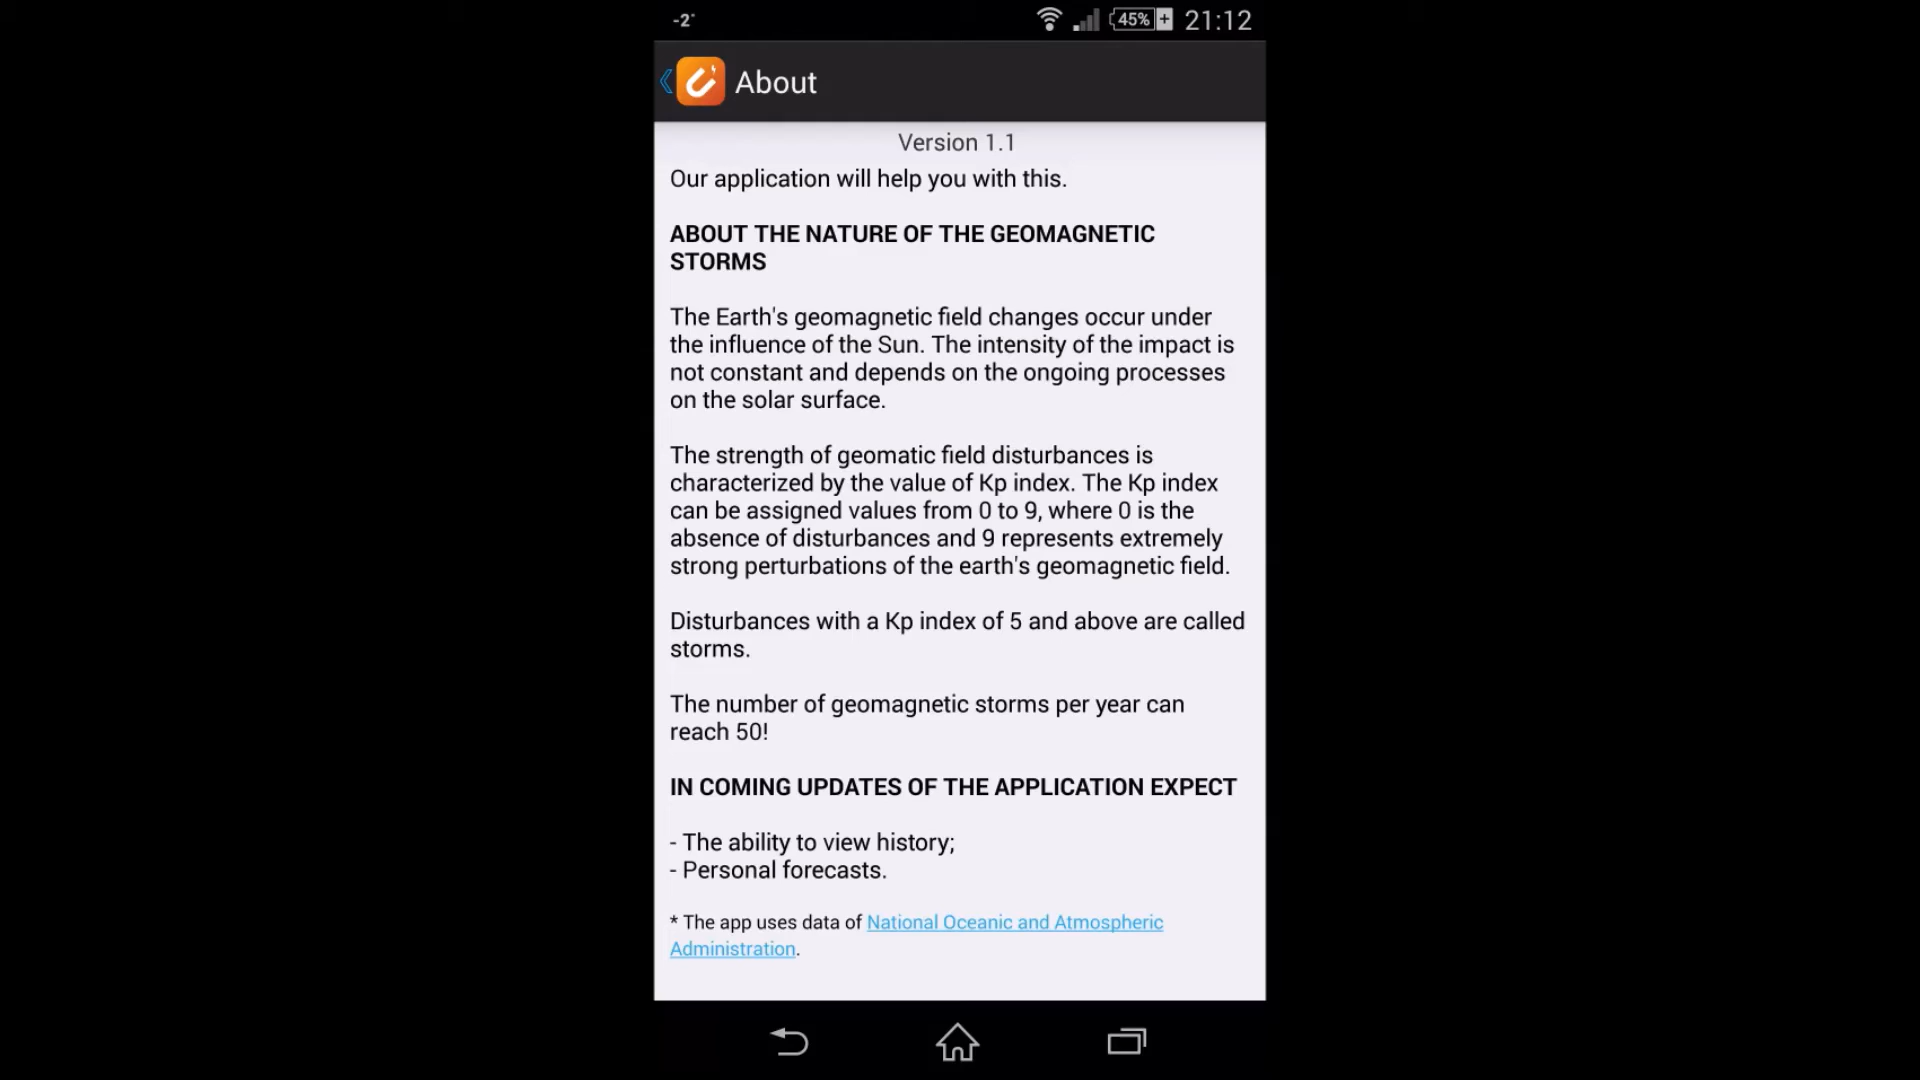 -2°
45%
21:12
About
Version 1.1
Our application will help you with this.
ABOUT THE NATURE OF THE GEOMAGNETIC
STORMS
The Earth's geomagnetic field changes occur under
the influence of the Sun. The intensity of the impact is
not constant and depends on the ongoing processes
on the solar surface.
The strength of geomatic field disturbances is
characterized by the value of Kp index. The Kp index
can be assigned values from 0 to 9, where 0 is the
absence of disturbances and 9 represents extremely
strong perturbations of the earth's geomagnetic field.
Disturbances with a Kp index of 5 and above are called
storms.
The number of geomagnetic storms per year can
reach 50!
IN COMING UPDATES OF THE APPLICATION EXPECT
- The ability to view history;
- Personal forecasts.
* The app uses data of National Oceanic and Atmospheric
Administration.